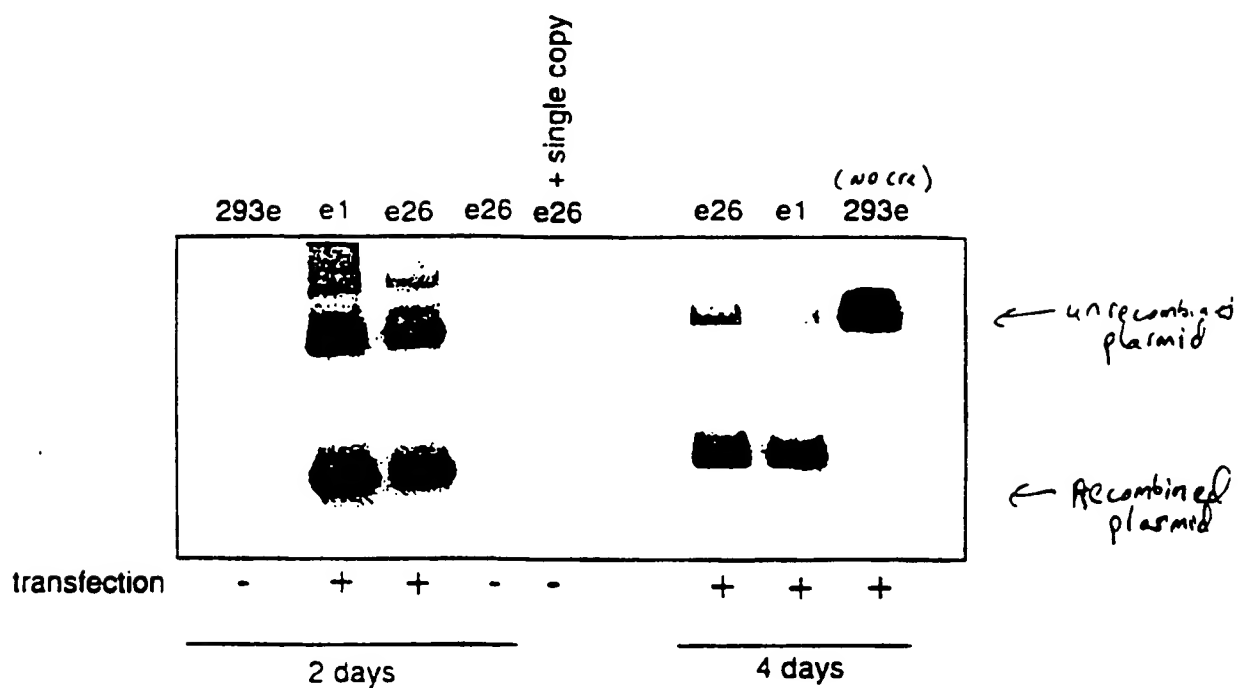 + single copy
(no cre)
293e e1 e26 e26 e26 e26 e1 293e
← unrecombined
plasmid
← Recombined
plasmid
transfection - + + - - + + +
2 days 4 days